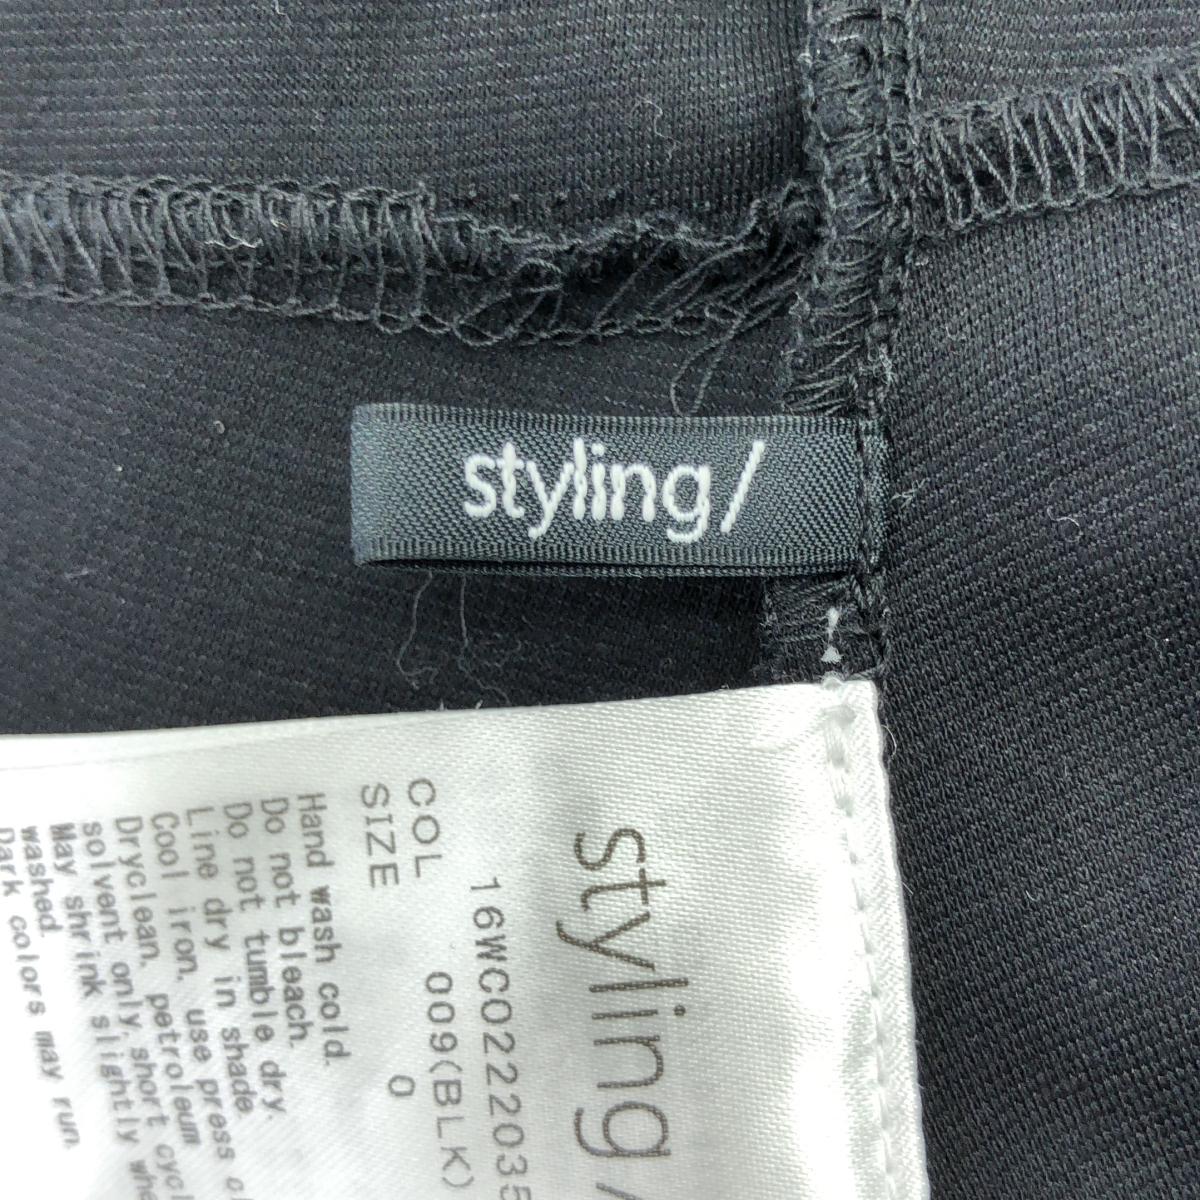 styling/
styling/
16WC022035
COL 009(BLK)
SIZE 0
Hand wash cold.
Do not bleach.
Do not tumble dry.
Line dry in shade
Cool iron. use press
Dryclean. petroleum
solvent only. short
May shrink slightly
washed.
Dark colors may run.